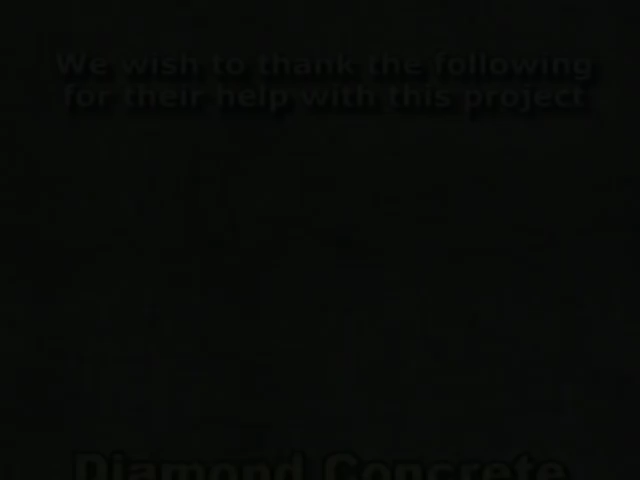 We wish to thank the following
for their help with this project
Diamond Concrete